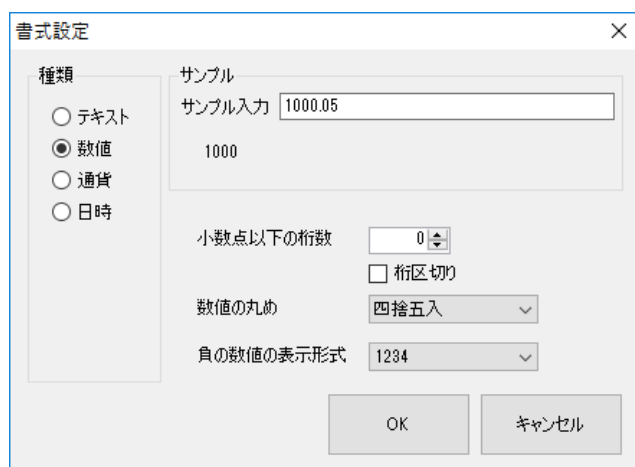 書式設定
種類
テキスト
数値
通貨
日時
サンプル
サンプル入力 1000.05
1000
小数点以下の桁数 0
桁区切り
数値の丸め 四捨五入
負の数値の表示形式 1234
OK キャンセル